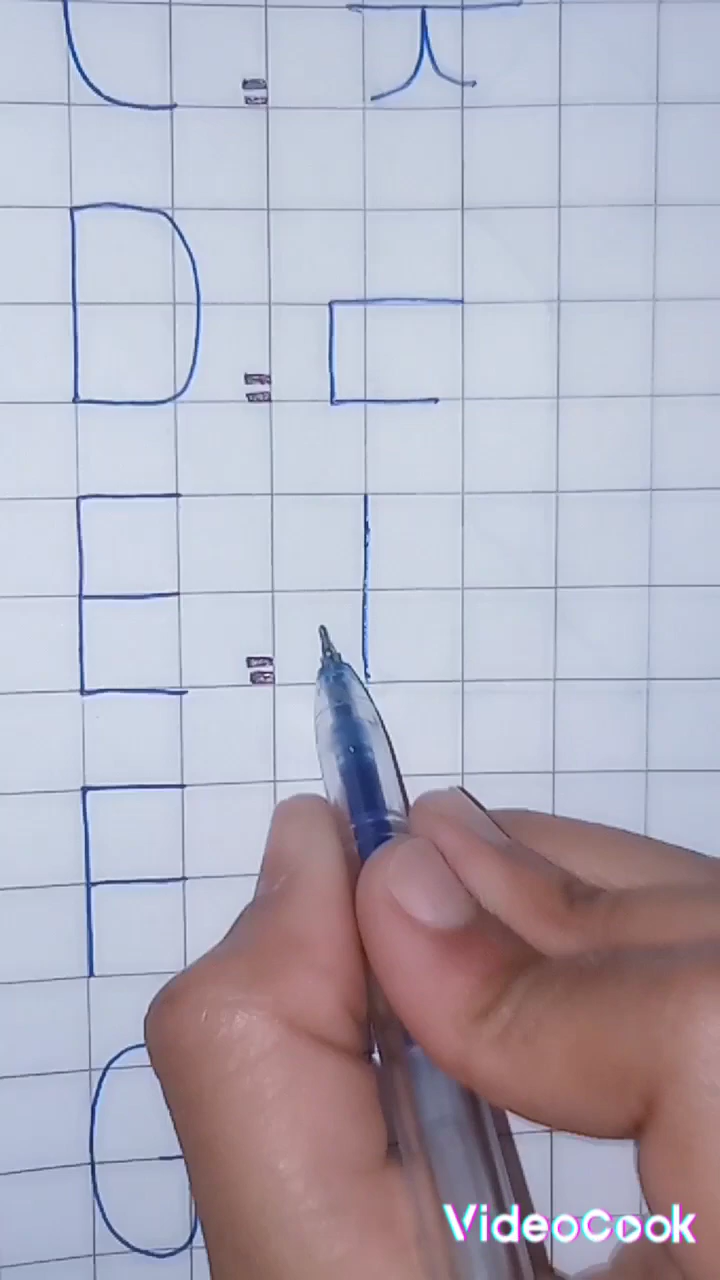 C = ㅈ
D = ㄷ
E = ㅣ
F
G
VideoCook